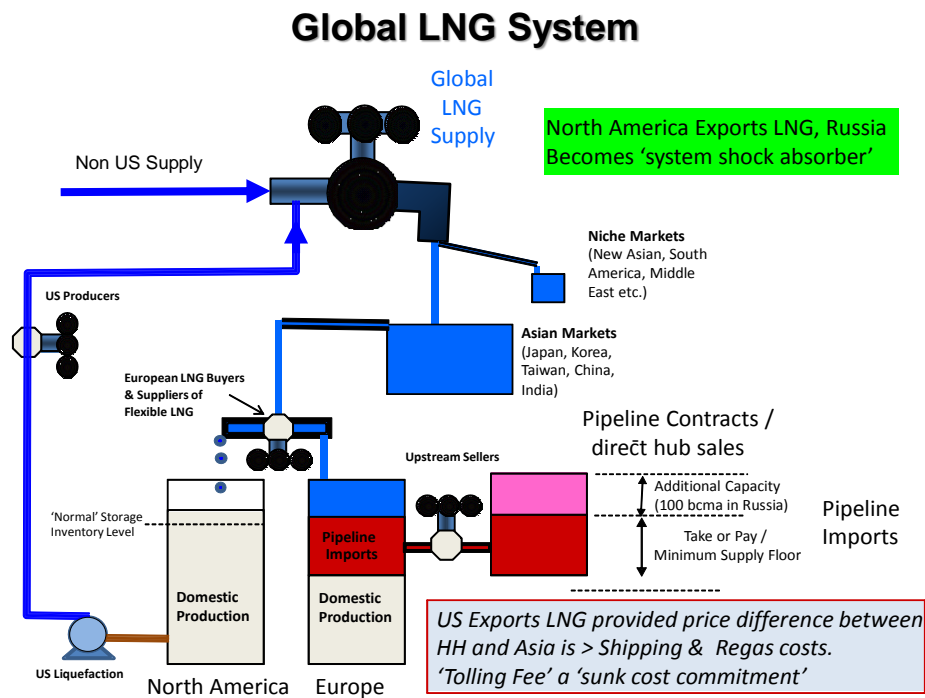 Global LNG System
Global
LNG
Supply
North America Exports LNG, Russia
Becomes ‘system shock absorber’
Non US Supply
Niche Markets
(New Asian, South
America, Middle
East etc.)
US Producers
Asian Markets
(Japan, Korea,
Taiwan, China,
India)
European LNG Buyers
& Suppliers of
Flexible LNG
Pipeline Contracts /
direct hub sales
Upstream Sellers
Additional Capacity
(100 bcma in Russia)
‘Normal’ Storage
Inventory Level
Pipeline
Imports
Take or Pay /
Minimum Supply Floor
Pipeline
Imports
Domestic
Production
Domestic
Production
US Exports LNG provided price difference between
HH and Asia is > Shipping & Regas costs.
‘Tolling Fee’ a ‘sunk cost commitment’
US Liquefaction
North America
Europe